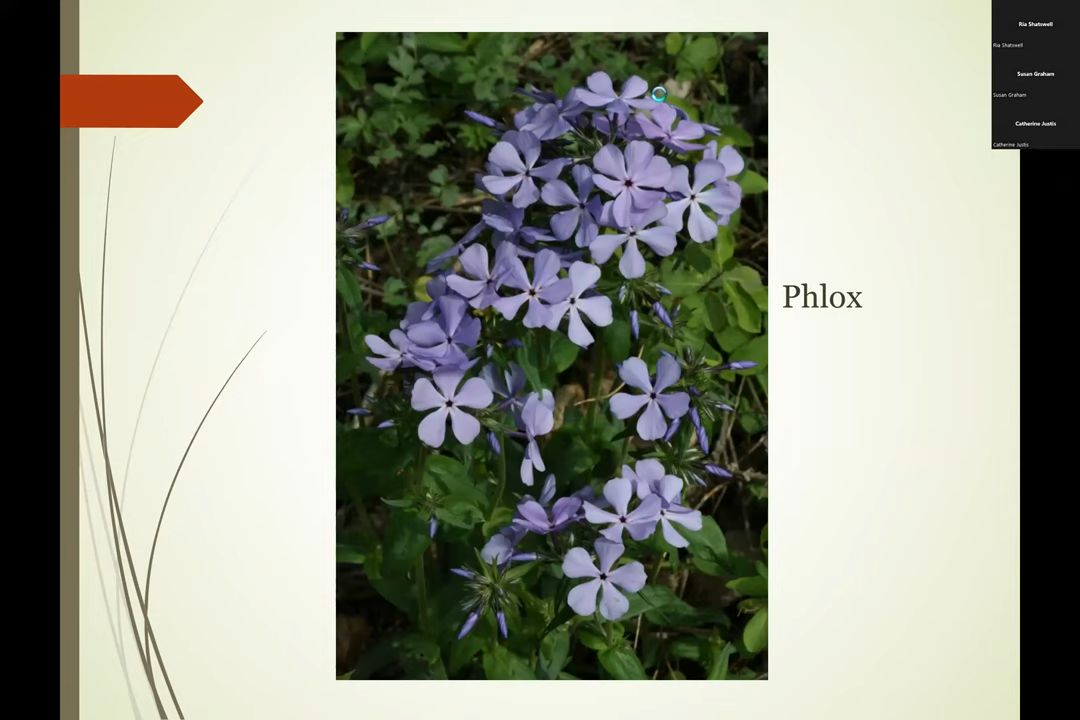 Phlox
Ria Shatswell
Ria Shatswell
Susan Graham
Susan Graham
Catherine Justis
Catherine Justis